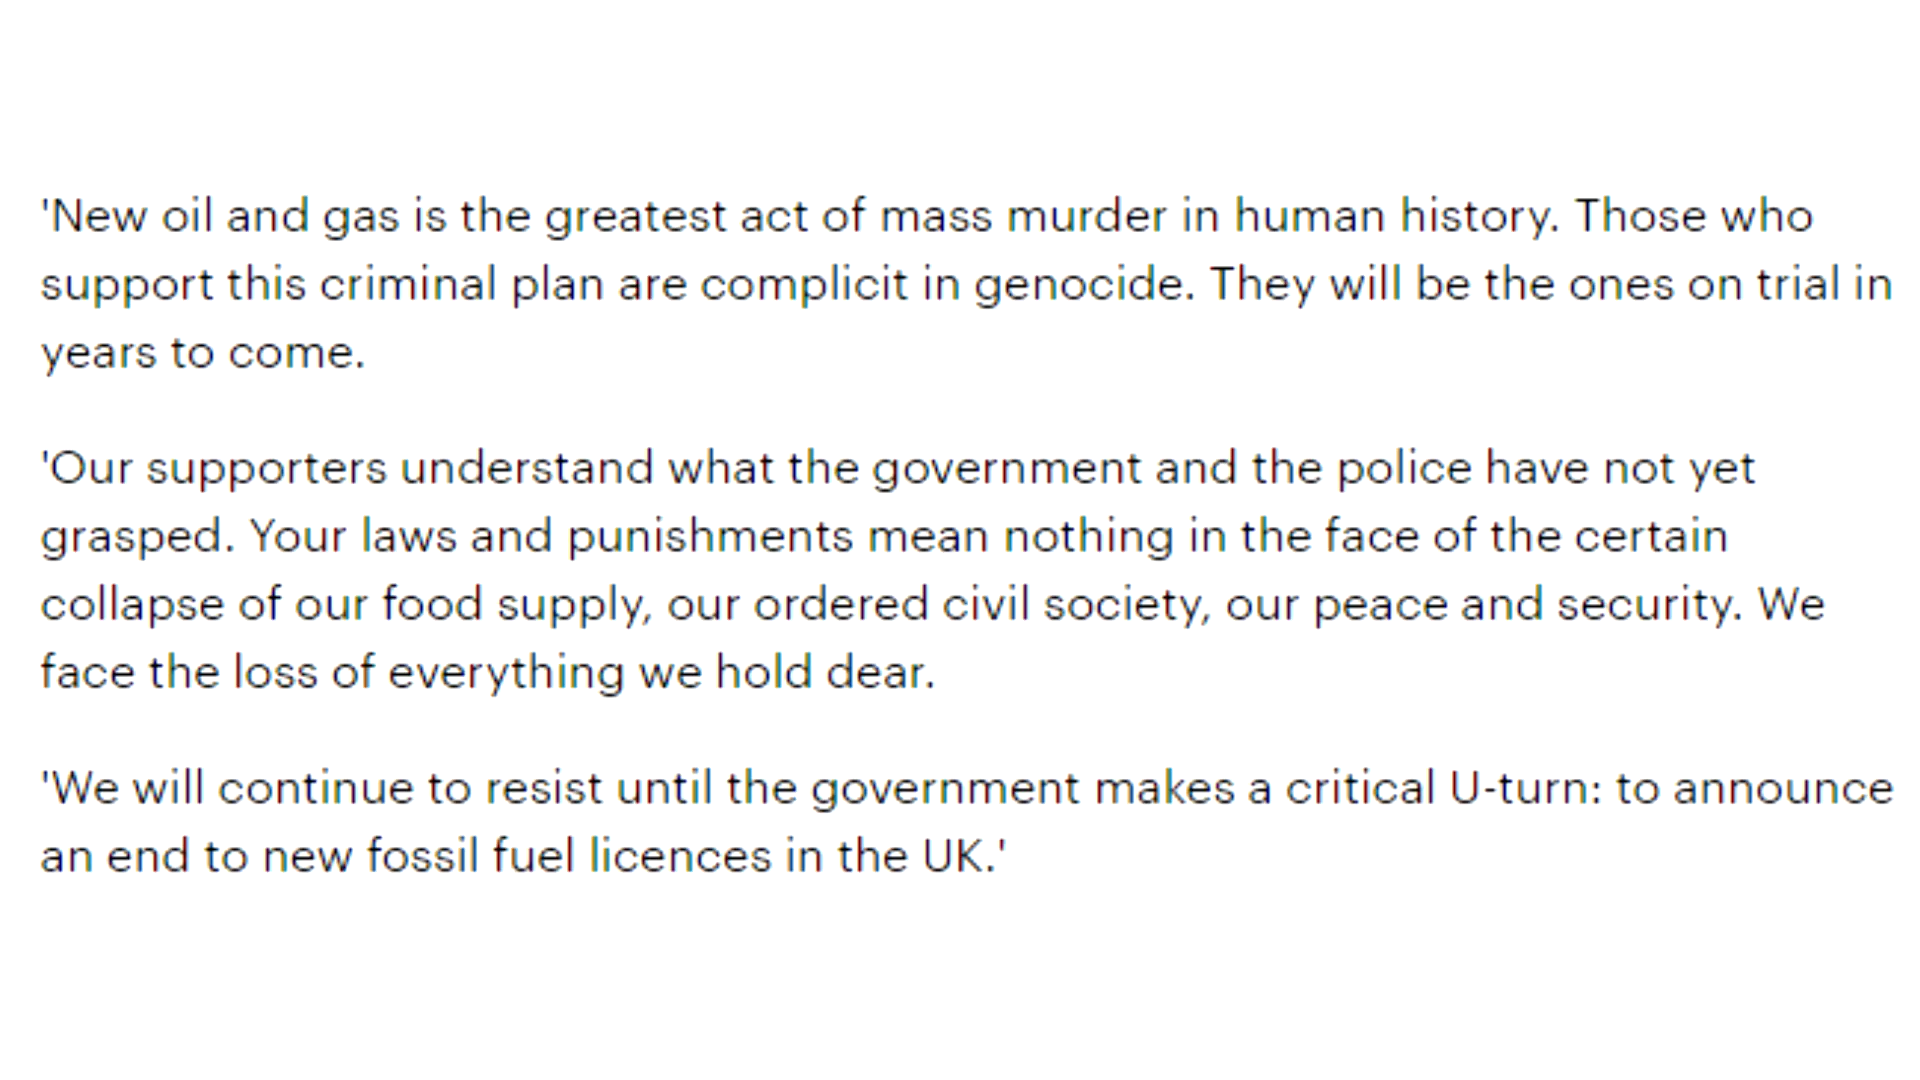 'New oil and gas is the greatest act of mass murder in human history. Those who
support this criminal plan are complicit in genocide. They will be the ones on trial in
years to come.
'Our supporters understand what the government and the police have not yet
grasped. Your laws and punishments mean nothing in the face of the certain
collapse of our food supply, our ordered civil society, our peace and security. We
face the loss of everything we hold dear.
'We will continue to resist until the government makes a critical U-turn: to announce
an end to new fossil fuel licences in the UK.'